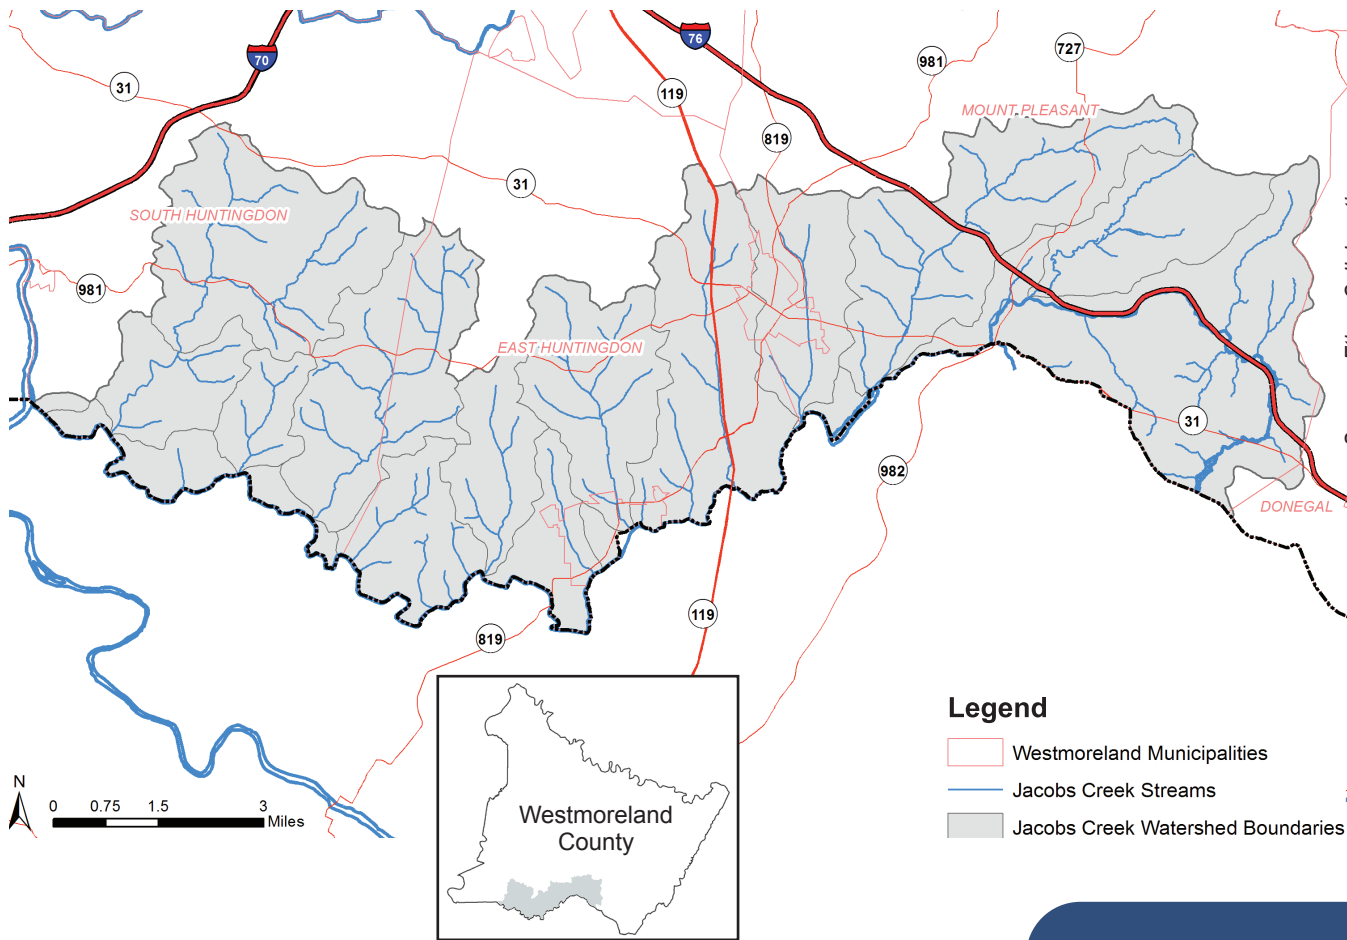 70
76
31
119
981
727
819
MOUNT PLEASANT
31
SOUTH HUNTINGDON
981
EAST HUNTINGDON
31
982
DONEGAL
119
819
N
0 0.75 1.5 3
Miles
Westmoreland
County
Legend
Westmoreland Municipalities
Jacobs Creek Streams
Jacobs Creek Watershed Boundaries